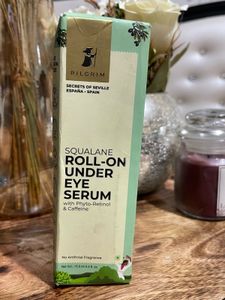 PILGRIM
SECRETS OF SEVILLE
ESPAÑA - SPAIN
SQUALANE
ROLL-ON
UNDER
EYE
SERUM
with Phyto-Retinol
& Caffeine
No Artificial Fragrance